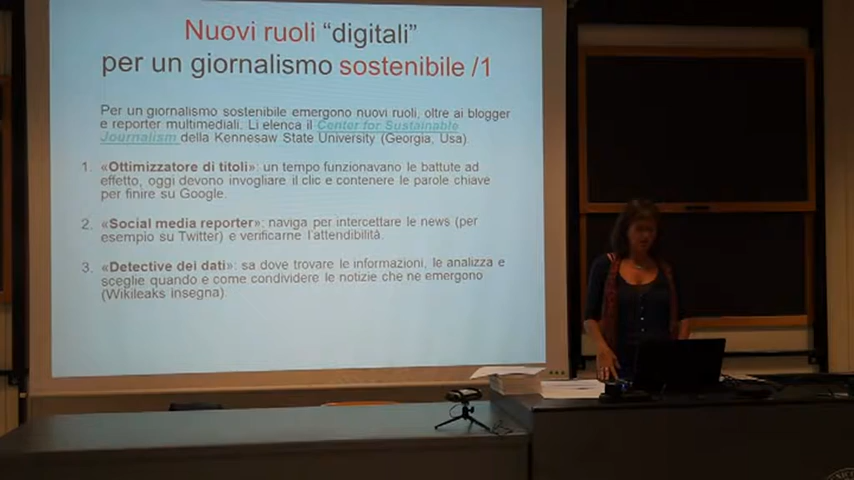 Nuovi ruoli “digitali”
per un giornalismo sostenibile /1
Per un giornalismo sostenibile emergono nuovi ruoli, oltre ai blogger
e reporter multimediali. Li elenca il Center for Sustainable
Journalism della Kennesaw State University (Georgia, Usa).
1. «Ottimizzatore di titoli»: un tempo funzionavano le battute ad
effetto, oggi devono invogliare il clic e contenere le parole chiave
per finire su Google.
2. «Social media reporter»: naviga per intercettare le news (per
esempio su Twitter) e verificarne l'attendibilità.
3. «Detective dei dati»: sa dove trovare le informazioni, le analizza e
sceglie quando e come condividere le notizie che ne emergono
(Wikileaks insegna).